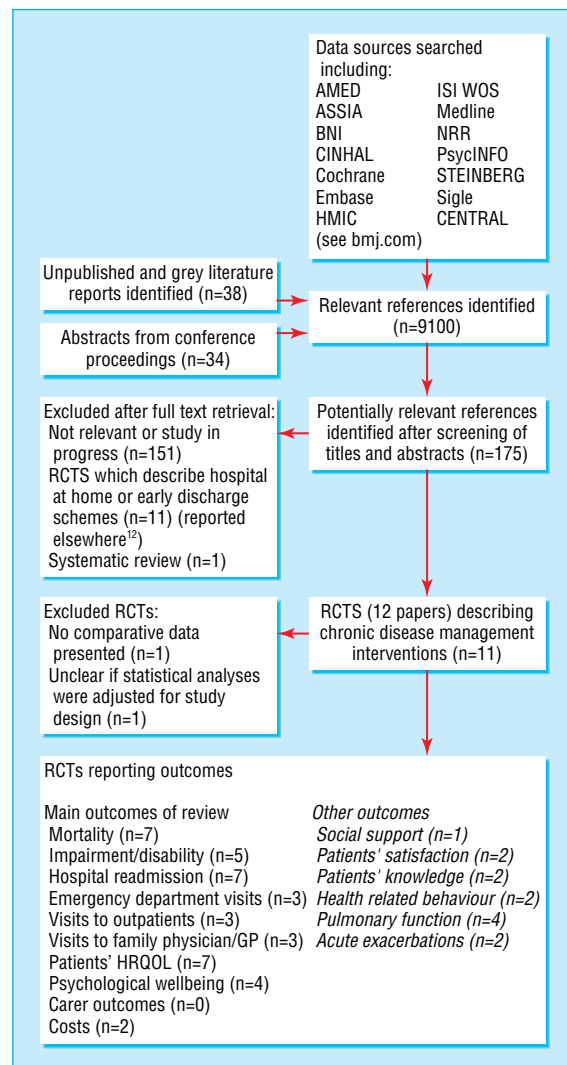 Data sources searched
including:
AMED ISI WOS
ASSIA Medline
BNI NRR
CINHAL PsycINFO
Cochrane STEINBERG
Embase Sigle
HMIC CENTRAL
(see bmj.com)
Unpublished and grey literature
reports identified (n=38)
Relevant references identified
(n=9100)
Abstracts from conference
proceedings (n=34)
Excluded after full text retrieval:
Not relevant or study in
progress (n=151)
RCTS which describe hospital
at home or early discharge
schemes (n=11) (reported
elsewhere12)
Systematic review (n=1)
Potentially relevant references
identified after screening of
titles and abstracts (n=175)
Excluded RCTs:
No comparative data
presented (n=1)
Unclear if statistical analyses
were adjusted for study
design (n=1)
RCTS (12 papers) describing
chronic disease management
interventions (n=11)
RCTs reporting outcomes
Main outcomes of review
Mortality (n=7)
Impairment/disability (n=5)
Hospital readmission (n=7)
Emergency department visits (n=3)
Visits to outpatients (n=3)
Visits to family physician/GP (n=3)
Patients' HRQOL (n=7)
Psychological wellbeing (n=4)
Carer outcomes (n=0)
Costs (n=2)
Other outcomes
Social support (n=1)
Patients' satisfaction (n=2)
Patients' knowledge (n=2)
Health related behaviour (n=2)
Pulmonary function (n=4)
Acute exacerbations (n=2)